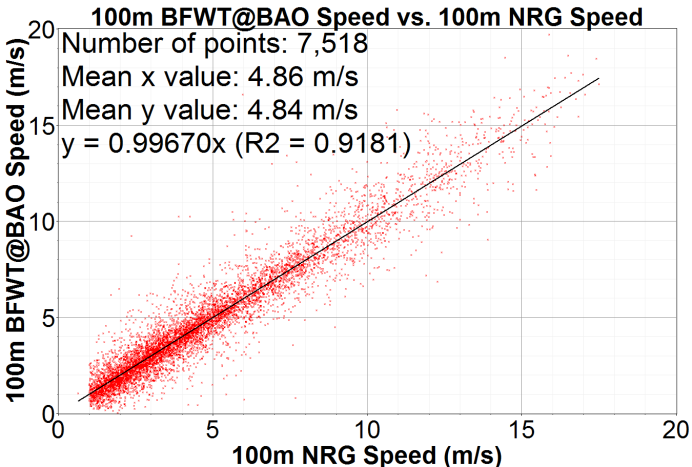 100m BFWT@BAO Speed vs. 100m NRG Speed
Number of points: 7,518
Mean x value: 4.86 m/s
Mean y value: 4.84 m/s
y = 0.99670x (R2 = 0.9181)
100m BFWT@BAO Speed (m/s)
20
15
10
5
0
0 5 10 15 20
100m NRG Speed (m/s)